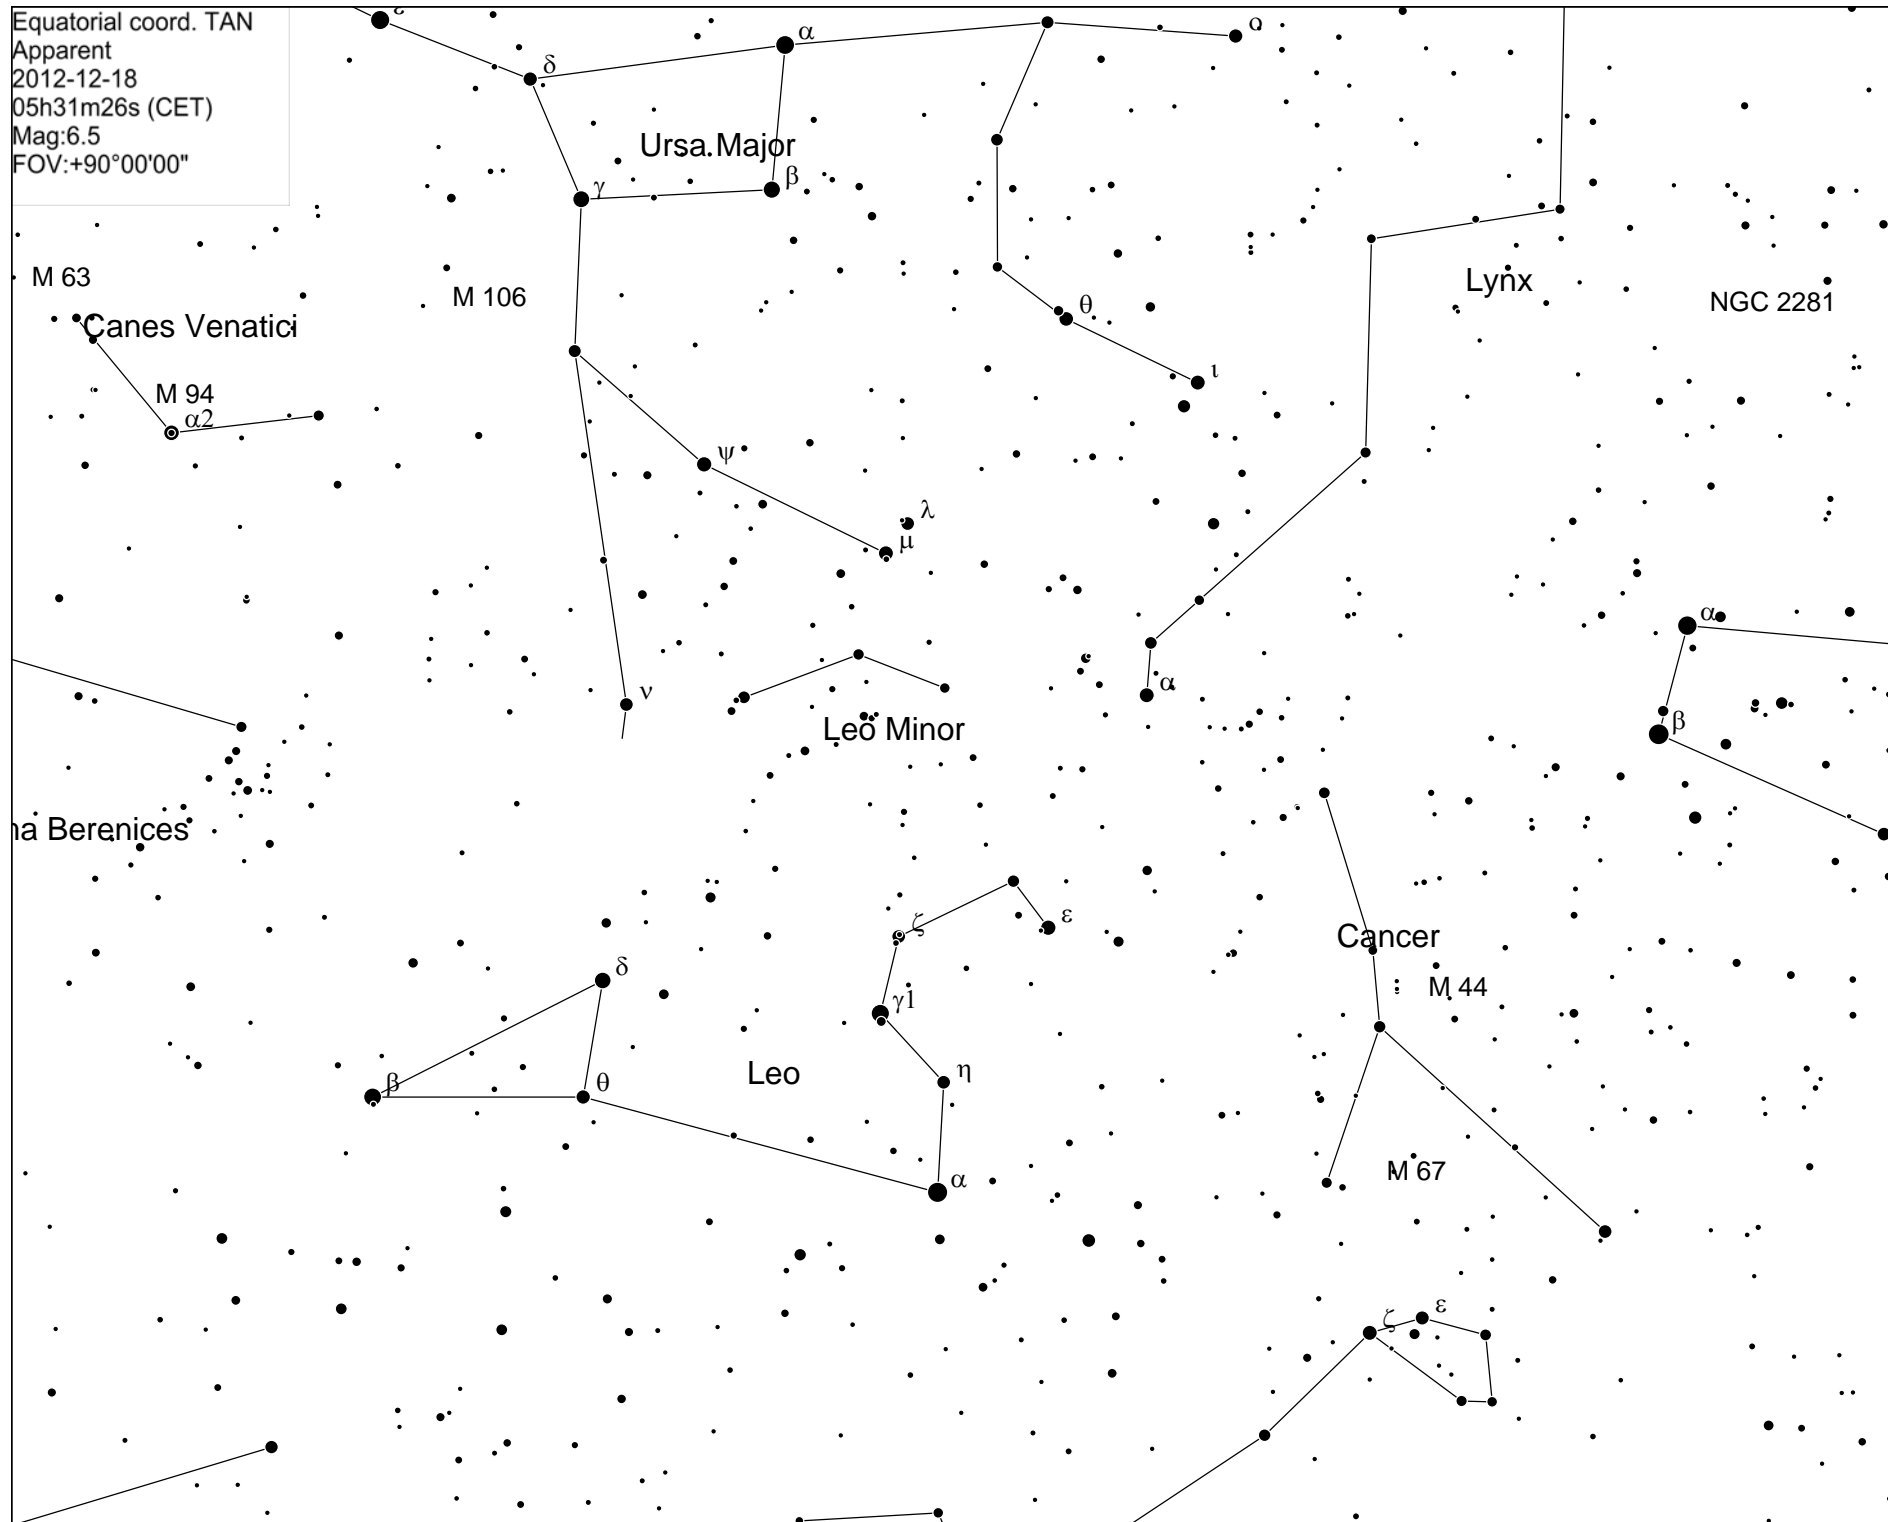 Equatorial coord. TAN
Apparent
2012-12-18
05h31m26s (CET)
Mag:6.5
FOV:+90°00'00"
ε
δ
α
ο
Ursa Major
γ
β
M 63
M 106
θ
Lynx
NGC 2281
Canes Venatici
ι
M 94
α2
ψ
λ
μ
α
ν
α
Leo Minor
β
na Berenices
ζ
ε
Cancer
δ
M 44
γ1
Leo
η
β
θ
α
M 67
ζ
ε